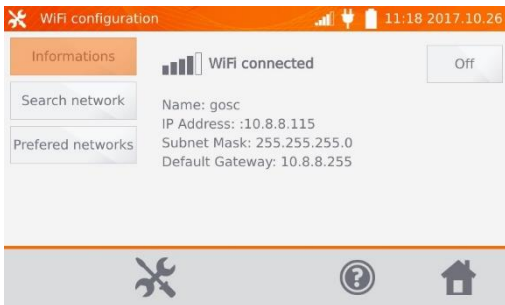 WiFi configuration 11:18 2017.10.26
Informations
WiFi connected
Off
Search network
Prefered networks
Name: gosc
IP Address: :10.8.8.115
Subnet Mask: 255.255.255.0
Default Gateway: 10.8.8.255
?